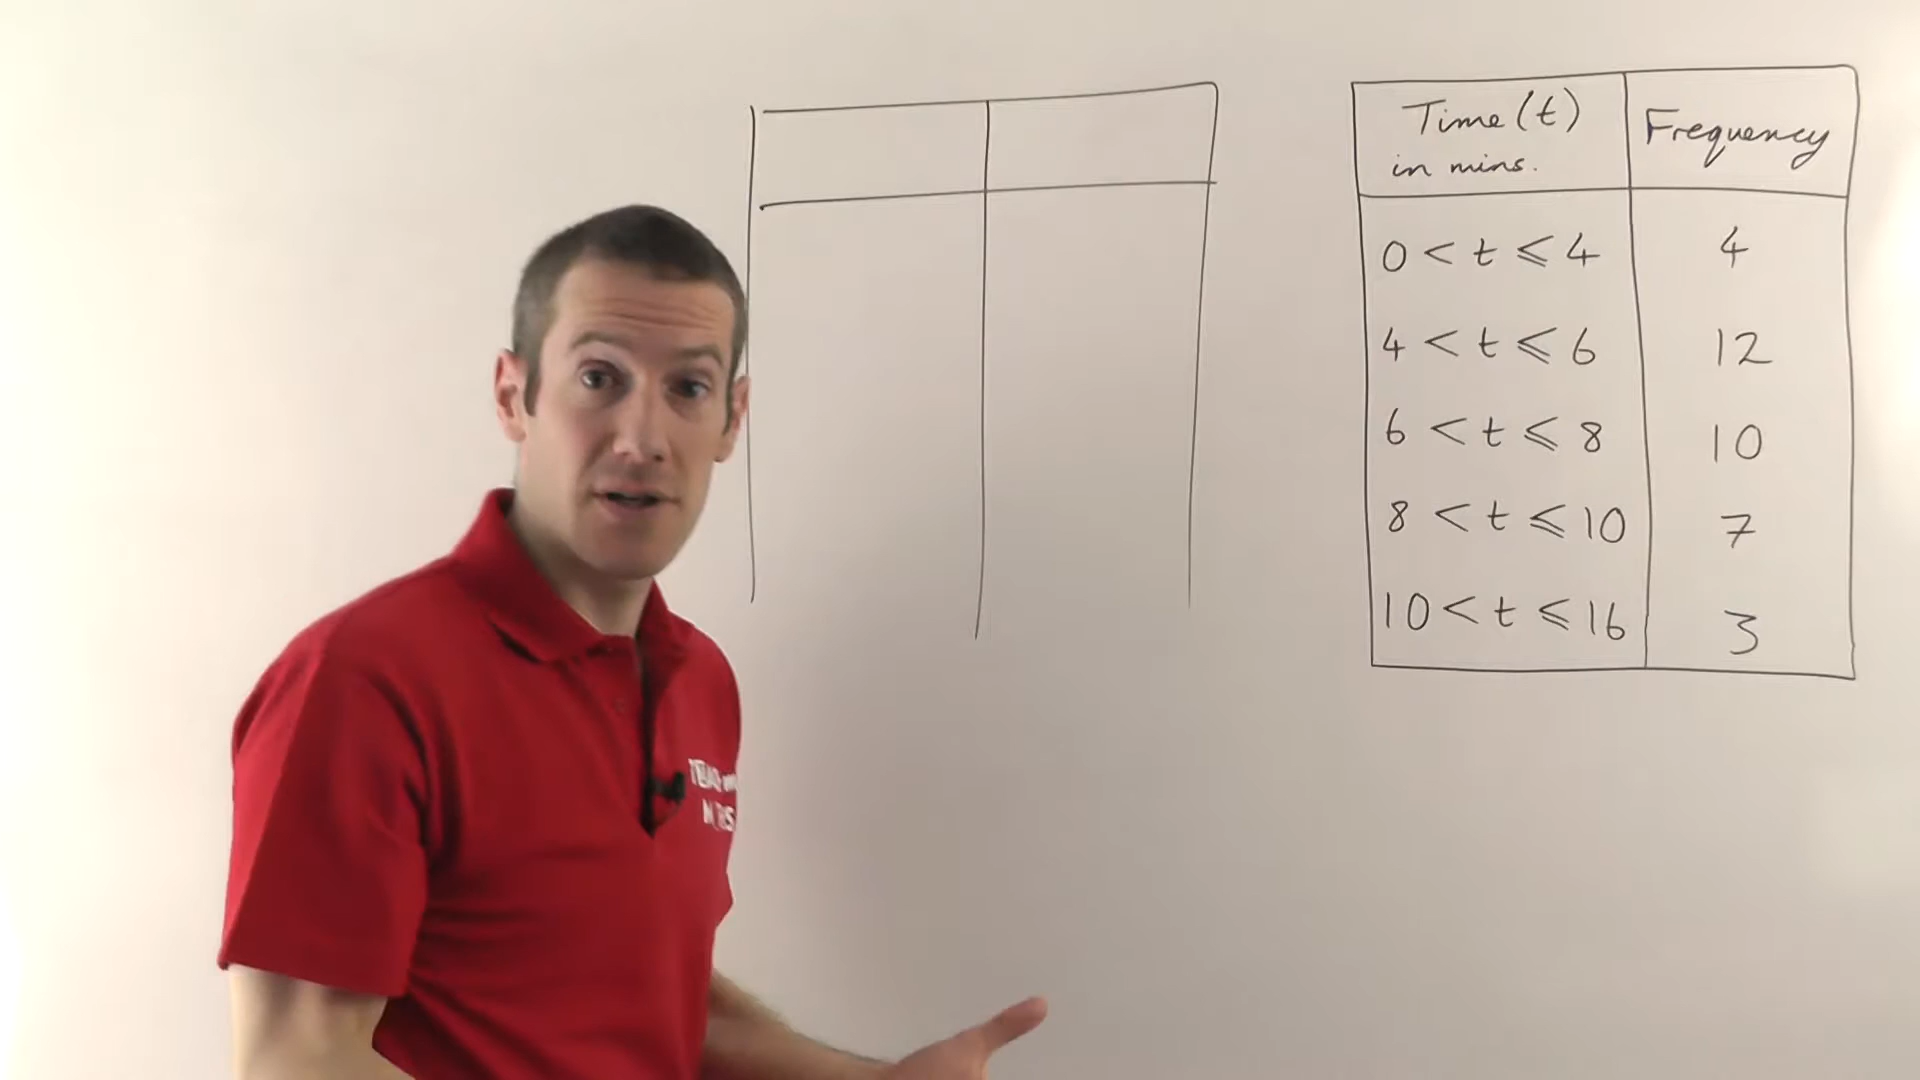 Time (t) Frequency
in mins.
0 < t ⩽ 4 4
4 < t ⩽ 6 12
6 < t ⩽ 8 10
8 < t ⩽ 10 7
10 < t ⩽ 16 3